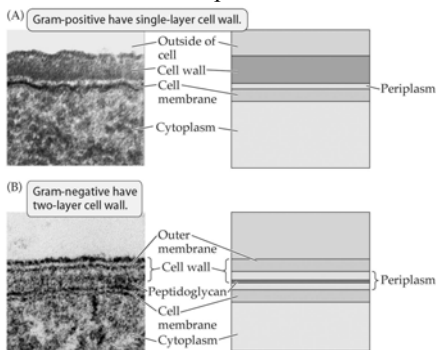 (A) Gram-positive have single-layer cell wall.
Outside of
cell
Cell wall
Cell
membrane
Periplasm
Cytoplasm
(B) Gram-negative have
two-layer cell wall.
Outer
membrane
Cell wall
Periplasm
Peptidoglycan
Cell
membrane
Cytoplasm